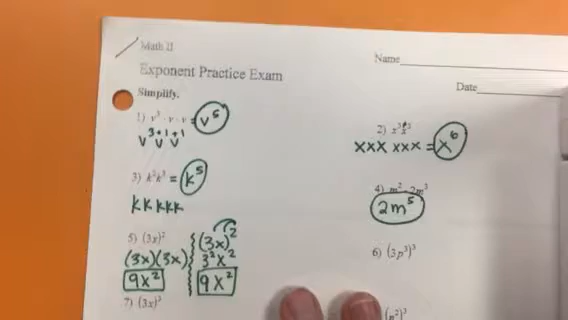 Math II
Name
Exponent Practice Exam
Date
Simplify.
1) v³ · v · v = v⁵
v³⁺¹⁺¹ v v
2) x³x³
xxx xxx = x⁶
3) k²k³ = k⁵
kkkkk
4) m² · 2m³
2m⁵
5) (3x)²
(3x)(3x)
9x²
(3x)²
3²x²
9x²
6) (3p³)³
7) (3x)³
(p²)³